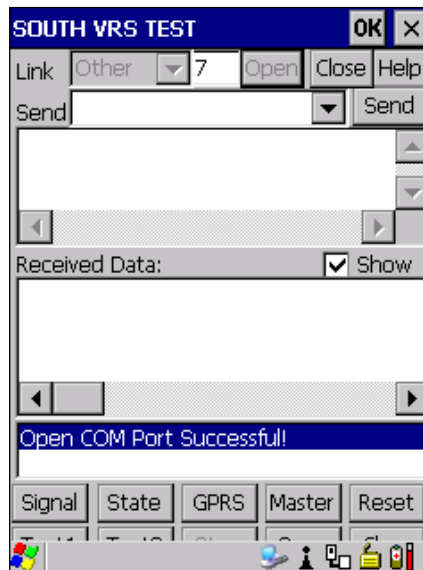 SOUTH VRS TEST OK ×
Link Other 7 Open Close Help
Send Send
Received Data: Show
Open COM Port Successful!
Signal State GPRS Master Reset